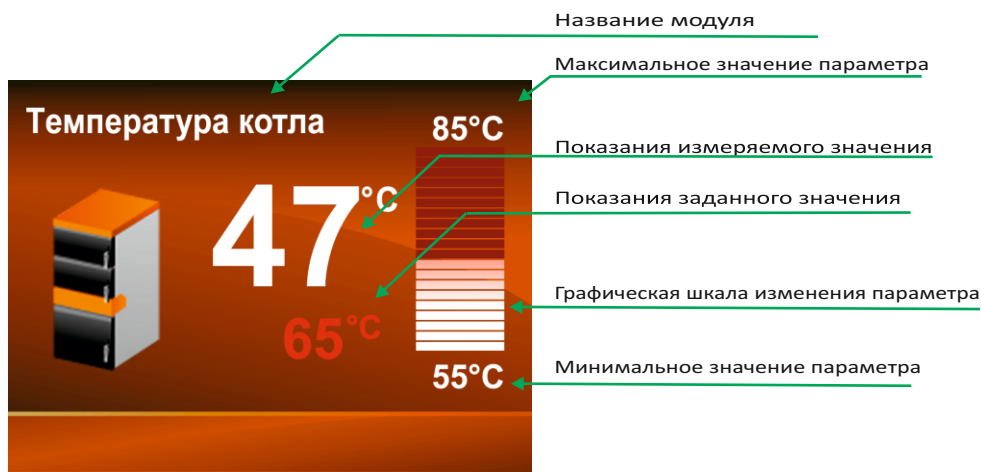 Название модуля
Максимальное значение параметра
Температура котла
85°C
Показания измеряемого значения
47°C
Показания заданного значения
Графическая шкала изменения параметра
65°C
Минимальное значение параметра
55°C